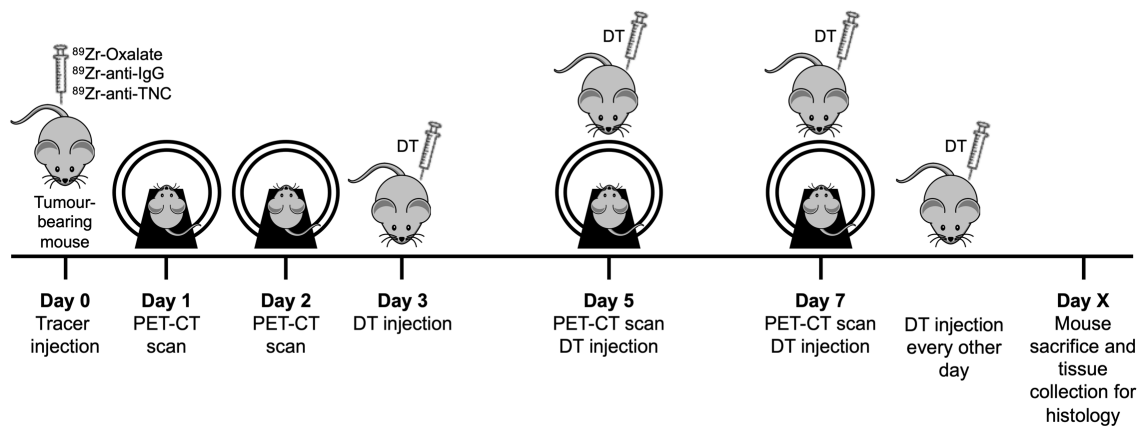 ⁸⁹Zr-Oxalate
⁸⁹Zr-anti-IgG
⁸⁹Zr-anti-TNC
Tumour-
bearing
mouse
DT
DT
DT
DT
Day 0
Tracer
injection
Day 1
PET-CT
scan
Day 2
PET-CT
scan
Day 3
DT injection
Day 5
PET-CT scan
DT injection
Day 7
PET-CT scan
DT injection
DT injection
every other
day
Day X
Mouse
sacrifice and
tissue
collection for
histology